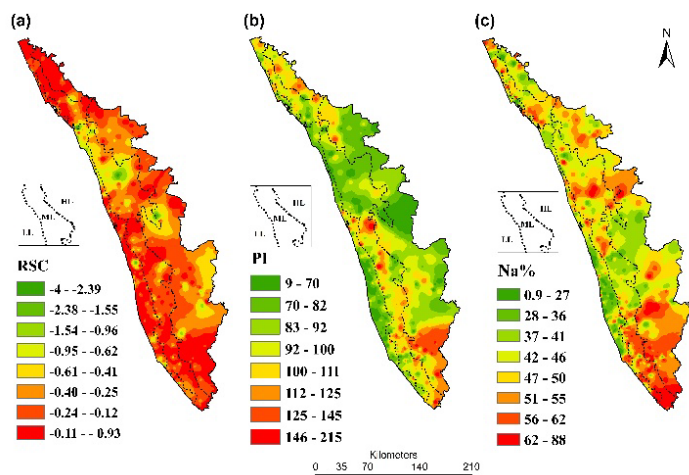 (a)
(b)
(c)
N
HL
ML
LL
RSC
-4 - -2.39
-2.38 - -1.55
-1.54 - -0.96
-0.95 - -0.62
-0.61 - -0.41
-0.40 - -0.25
-0.24 - -0.12
-0.11 - -0.93
HL
ML
LL
PI
9 - 70
70 - 82
83 - 92
92 - 100
100 - 111
112 - 125
125 - 145
146 - 215
HL
ML
LL
Na%
0.9 - 27
28 - 36
37 - 41
42 - 46
47 - 50
51 - 55
56 - 62
62 - 88
Kilometers
0 35 70 140 210